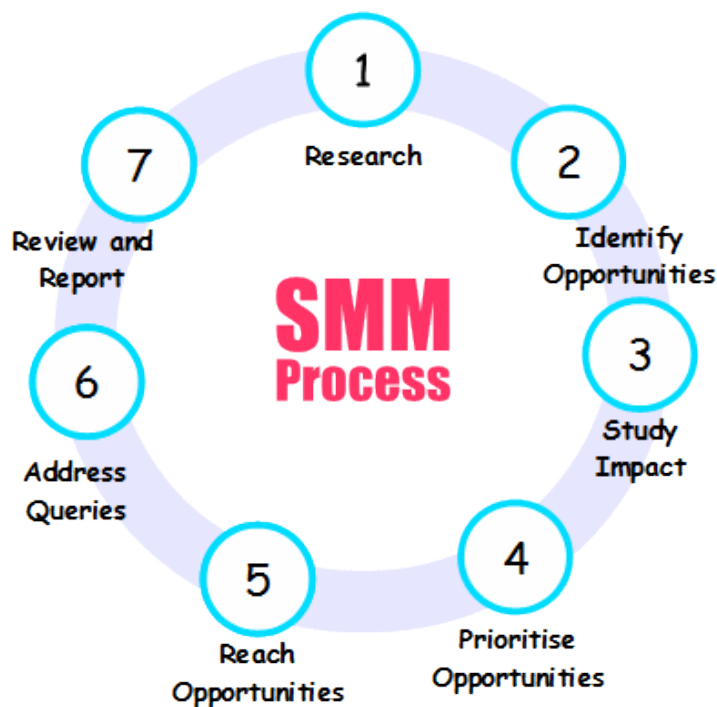 1
Research
2
Identify
Opportunities
3
Study
Impact
4
Prioritise
Opportunities
5
Reach
Opportunities
6
Address
Queries
7
Review and
Report
SMM
Process